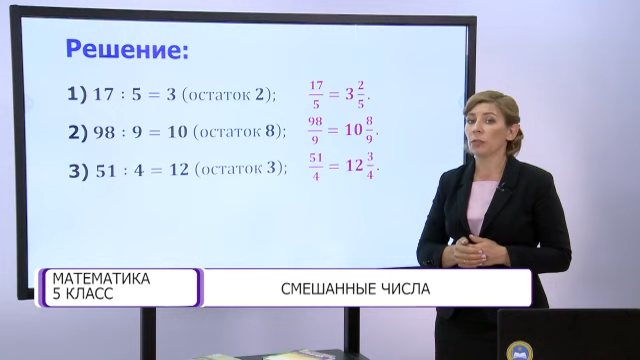 Решение:
1) 17 : 5 = 3 (остаток 2); 17/5 = 3 2/5.
2) 98 : 9 = 10 (остаток 8); 98/9 = 10 8/9.
3) 51 : 4 = 12 (остаток 3); 51/4 = 12 3/4.
МАТЕМАТИКА
5 КЛАСС
СМЕШАННЫЕ ЧИСЛА